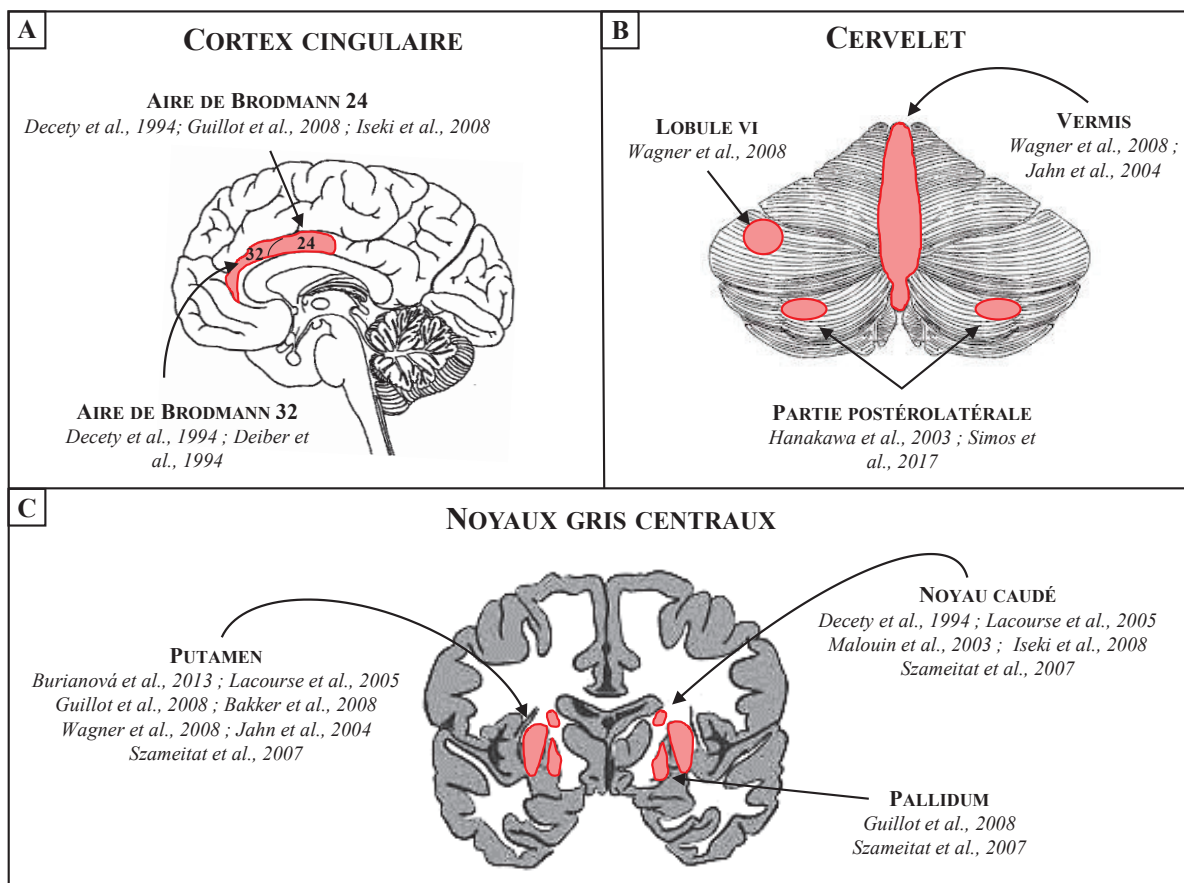 A
CORTEX CINGULAIRE
AIRE DE BRODMANN 24
Decety et al., 1994; Guillot et al., 2008 ; Iseki et al., 2008
32
24
AIRE DE BRODMANN 32
Decety et al., 1994 ; Deiber et
al., 1994
B
CERVELET
LOBULE VI
Wagner et al., 2008
VERMIS
Wagner et al., 2008 ;
Jahn et al., 2004
PARTIE POSTÉROLATÉRALE
Hanakawa et al., 2003 ; Simos et
al., 2017
C
NOYAUX GRIS CENTRAUX
PUTAMEN
Burianová et al., 2013 ; Lacourse et al., 2005
Guillot et al., 2008 ; Bakker et al., 2008
Wagner et al., 2008 ; Jahn et al., 2004
Szameitat et al., 2007
NOYAU CAUDÉ
Decety et al., 1994 ; Lacourse et al., 2005
Malouin et al., 2003 ; Iseki et al., 2008
Szameitat et al., 2007
PALLIDUM
Guillot et al., 2008
Szameitat et al., 2007